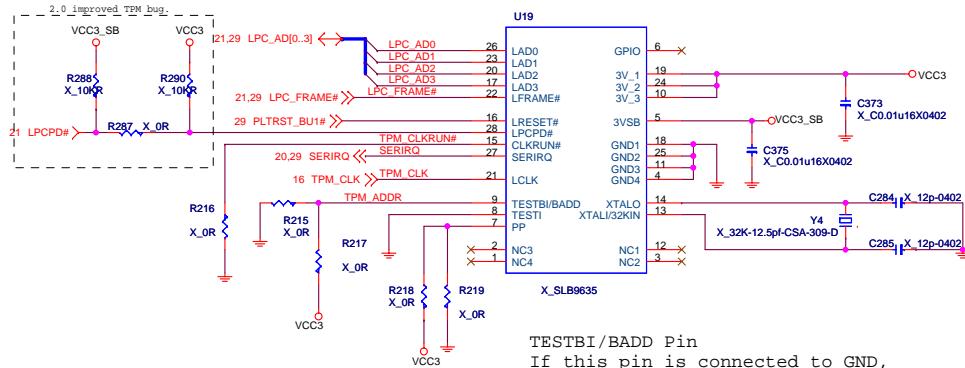 2.0 improved TPM bug.
VCC3_SB
VCC3
R288
X_10KR
R290
X_10KR
21 LPCPD#
R287
X_0R
21,29 LPC_AD[0..3]
LPC_AD0
LPC_AD1
LPC_AD2
LPC_AD3
21,29 LPC_FRAME#
LPC_FRAME#
29 PLTRST_BU1#
TPM_CLKRUN#
20,29 SERIRQ
SERIRQ
16 TPM_CLK
TPM_CLK
TPM_ADDR
R216
X_0R
R215
X_0R
R217
X_0R
VCC3
R218
X_0R
R219
X_0R
VCC3
U19
26 LAD0
23 LAD1
20 LAD2
17 LAD3
22 LFRAME#
16 LRESET#
28 LPCPD#
15 CLKRUN#
27 SERIRQ
21 LCLK
9 TESTBI/BADD
8 TESTI
7 PP
2 NC3
1 NC4
GPIO 6
3V_1 19
3V_2 24
3V_3 10
3VSB 5
GND1 18
GND2 25
GND3 11
GND4 4
XTALO 14
XTALI/32KIN 13
NC1 12
NC2 3
X_SLB9635
VCC3
C373
X_C0.01u16X0402
VCC3_SB
C375
X_C0.01u16X0402
C284
X_12p-0402
Y4
X_32K-12.5pf-CSA-309-D
C285
X_12p-0402
TESTBI/BADD Pin
If this pin is connected to GND,